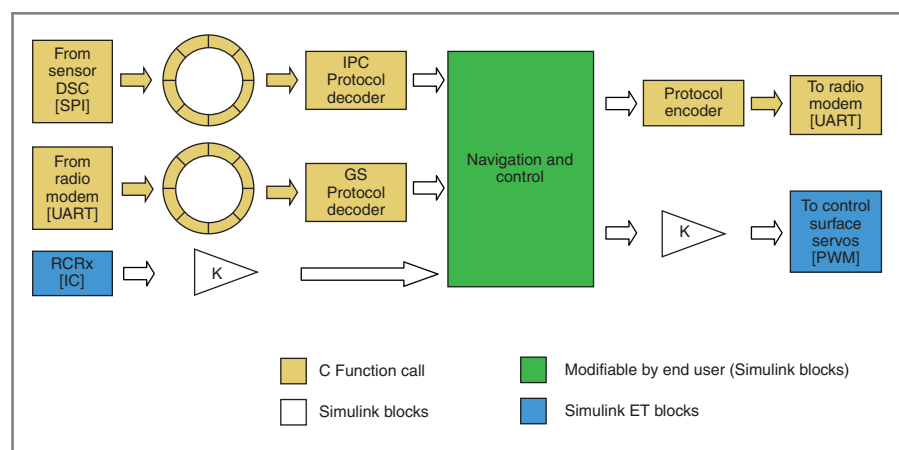 From
sensor
DSC
[SPI]
IPC
Protocol
decoder
Protocol
encoder
To radio
modem
[UART]
From
radio
modem
[UART]
GS
Protocol
decoder
Navigation and
control
RCRx
[IC]
K
K
To control
surface
servos
[PWM]
C Function call
Modifiable by end user (Simulink blocks)
Simulink blocks
Simulink ET blocks